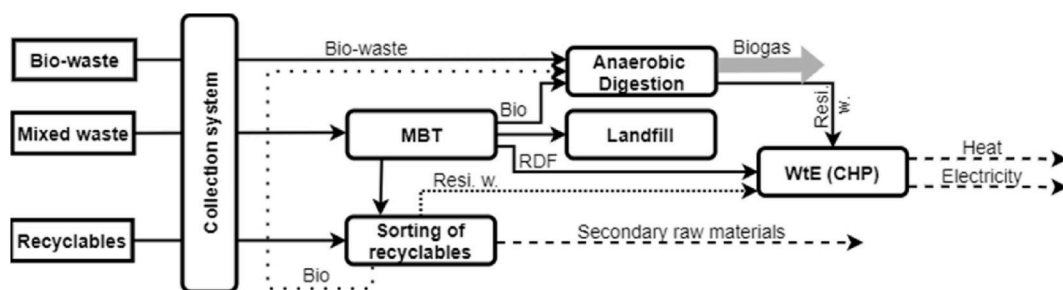 Bio-waste
Mixed waste
Recyclables
Collection system
Bio-waste
Bio
MBT
Bio
RDF
Resi. w.
Sorting of
recyclables
Anaerobic
Digestion
Landfill
Biogas
Resi.
w.
WtE (CHP)
Heat
Electricity
Secondary raw materials